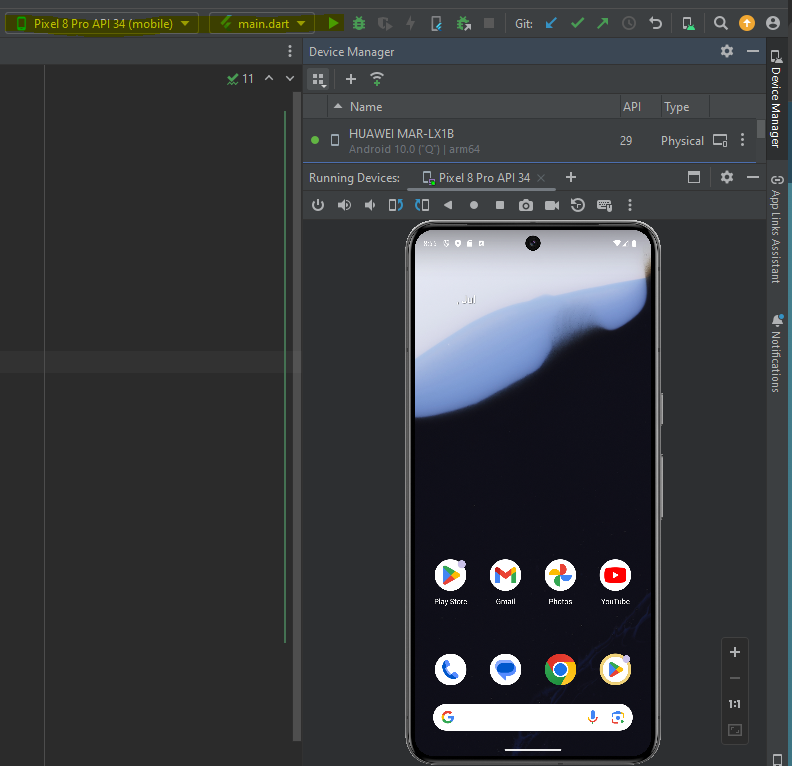 Pixel 8 Pro API 34 (mobile)
main.dart
Git:
Device Manager
11
Name
API
Type
HUAWEI MAR-LX1B
29
Physical
Android 10.0 ("Q") | arm64
Running Devices:
Pixel 8 Pro API 34
Play Store
Gmail
Photos
YouTube
1:1
Device Manager
App Links Assistant
Notifications